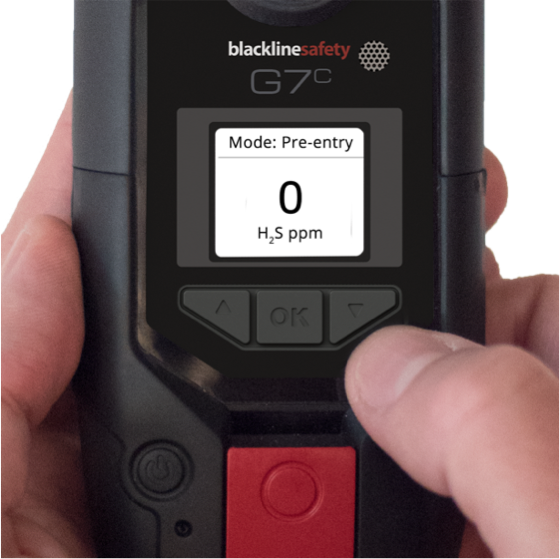 blacklinesafety
G7c
Mode: Pre-entry
0
H₂S ppm
OK